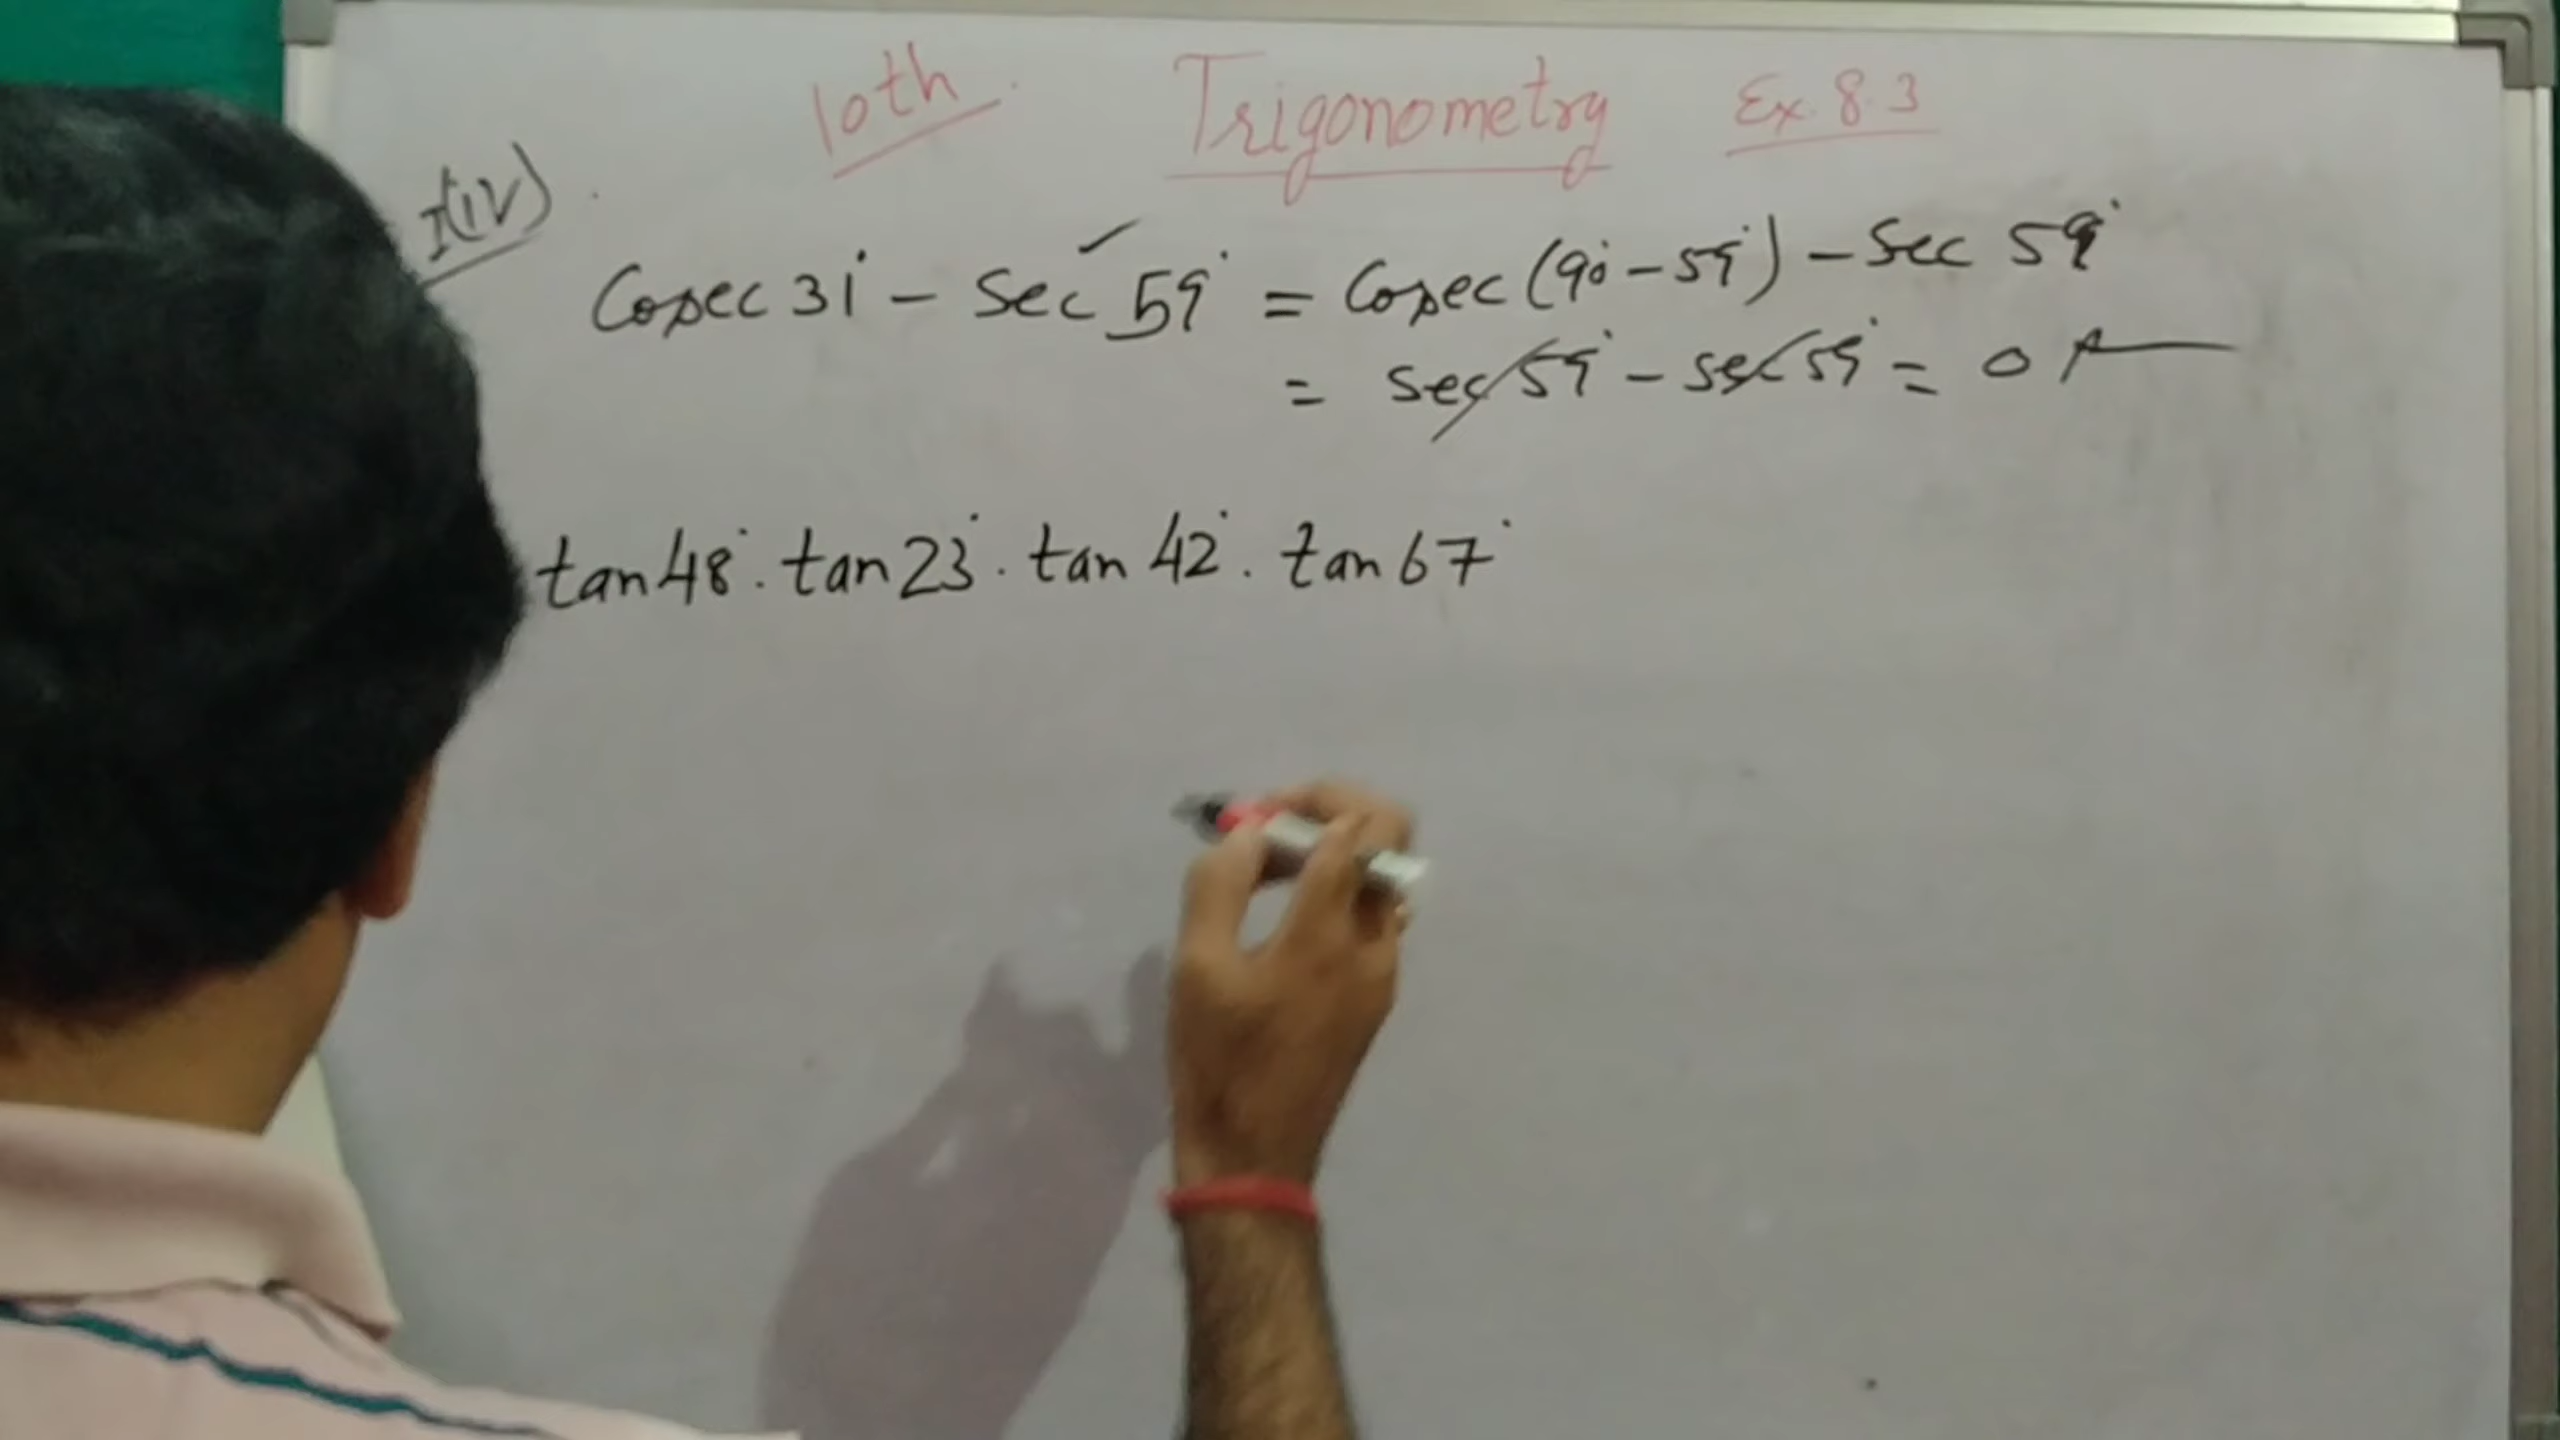 10th. Trigonometry Ex. 8.3
1(iv).
Cosec 31° - Sec 59° = Cosec (90° - 59°) - Sec 59°
= Sec 59° - Sec 59° = 0
tan 48° . tan 23° . tan 42° . tan 67°